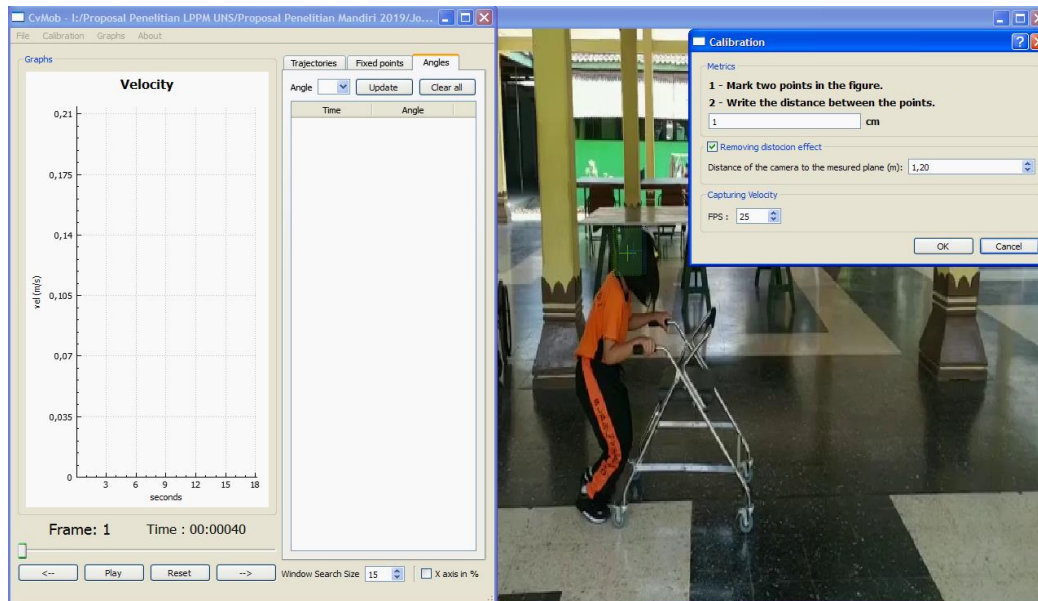 CvMob - I:/Proposal Penelitian LPPM UNS/Proposal Penelitian Mandiri 2019/Jo...
File Calibration Graphs About
Graphs
Velocity
0,21
0,175
0,14
0,105
0,07
0,035
0
vel (m/s)
3 6 9 12 15 18
seconds
Frame: 1 Time : 00:00040
<-- Play Reset -->
Trajectories Fixed points Angles
Angle Update Clear all
Time Angle
Window Search Size 15 X axis in %
Calibration
Metrics
1 - Mark two points in the figure.
2 - Write the distance between the points.
1 cm
Removing distocion effect
Distance of the camera to the mesured plane (m): 1,20
Capturing Velocity
FPS : 25
OK Cancel